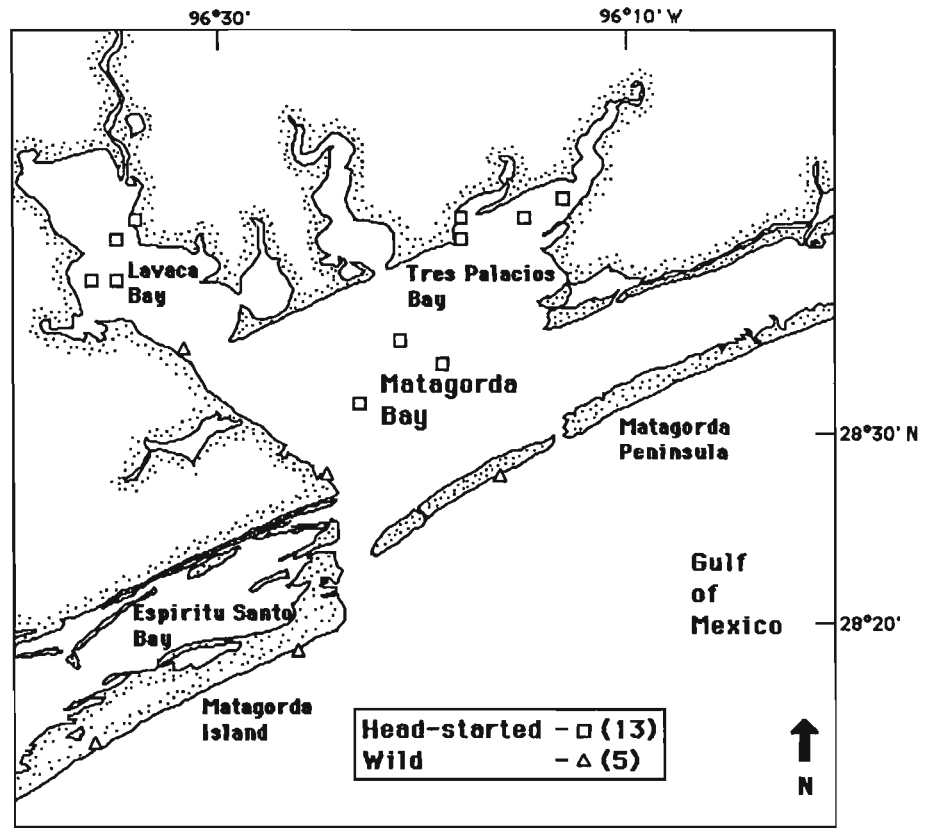 96°30'
96°10' W
Lavaca
Bay
Tres Palacios
Bay
Matagorda
Bay
Matagorda
Peninsula
28°30' N
Gulf
of
Mexico
Espiritu Santo
Bay
28°20'
Matagorda
Island
Head-started - □ (13)
Wild - △ (5)
N